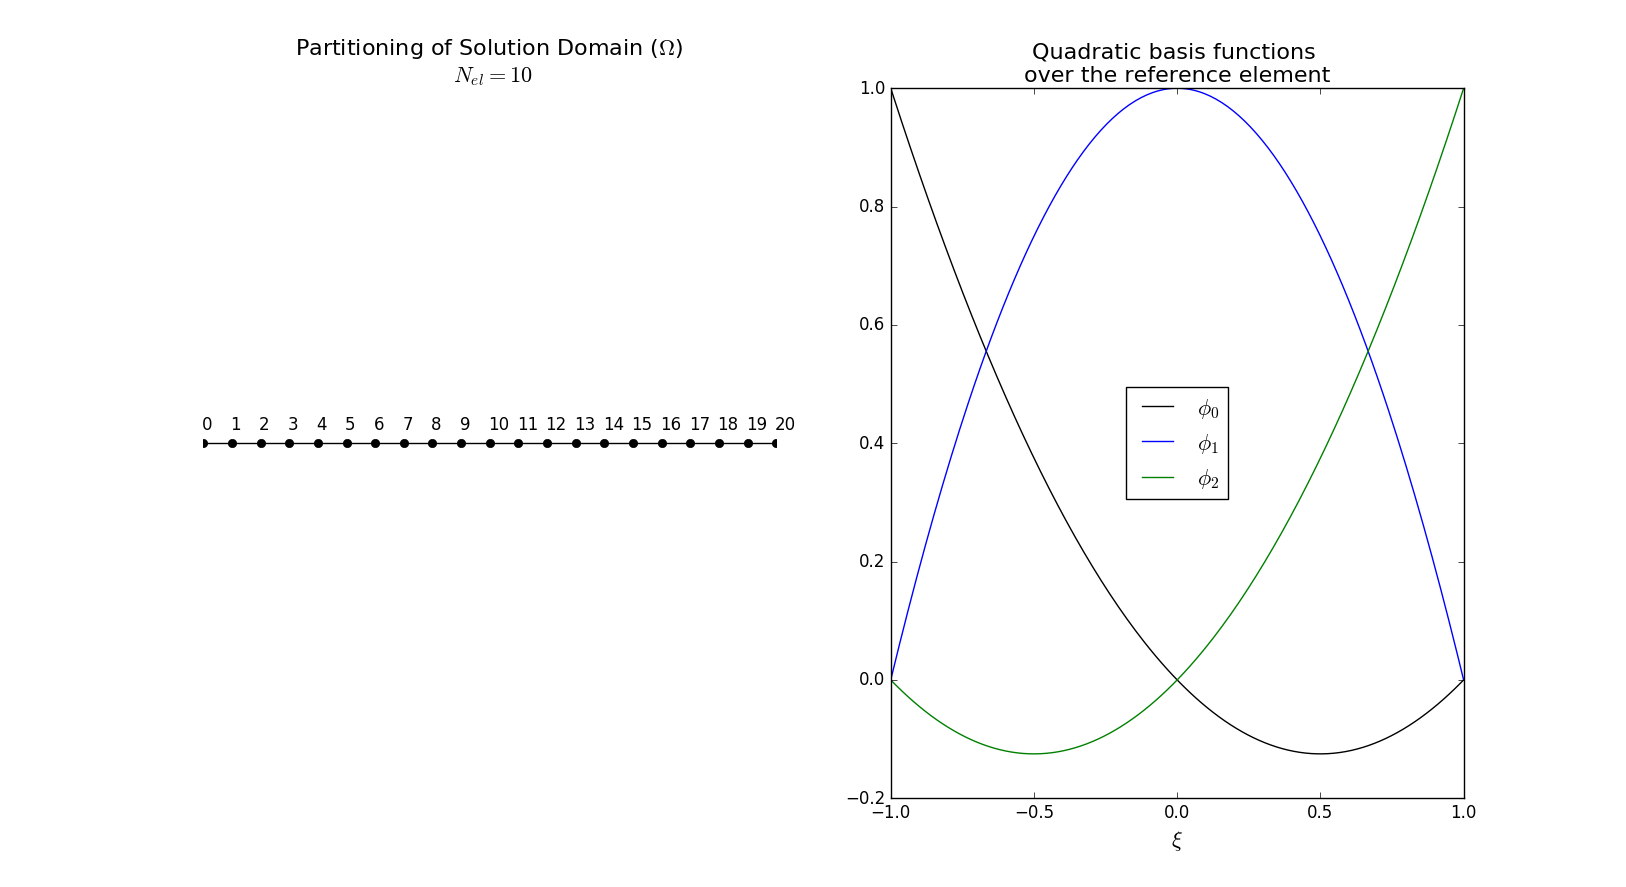 Partitioning of Solution Domain (Ω)
N_{el} = 10
0 1 2 3 4 5 6 7 8 9 10 11 12 13 14 15 16 17 18 19 20
Quadratic basis functions
over the reference element
1.0
0.8
0.6
0.4
0.2
0.0
−0.2
ϕ_0
ϕ_1
ϕ_2
−1.0 −0.5 0.0 0.5 1.0
ξ